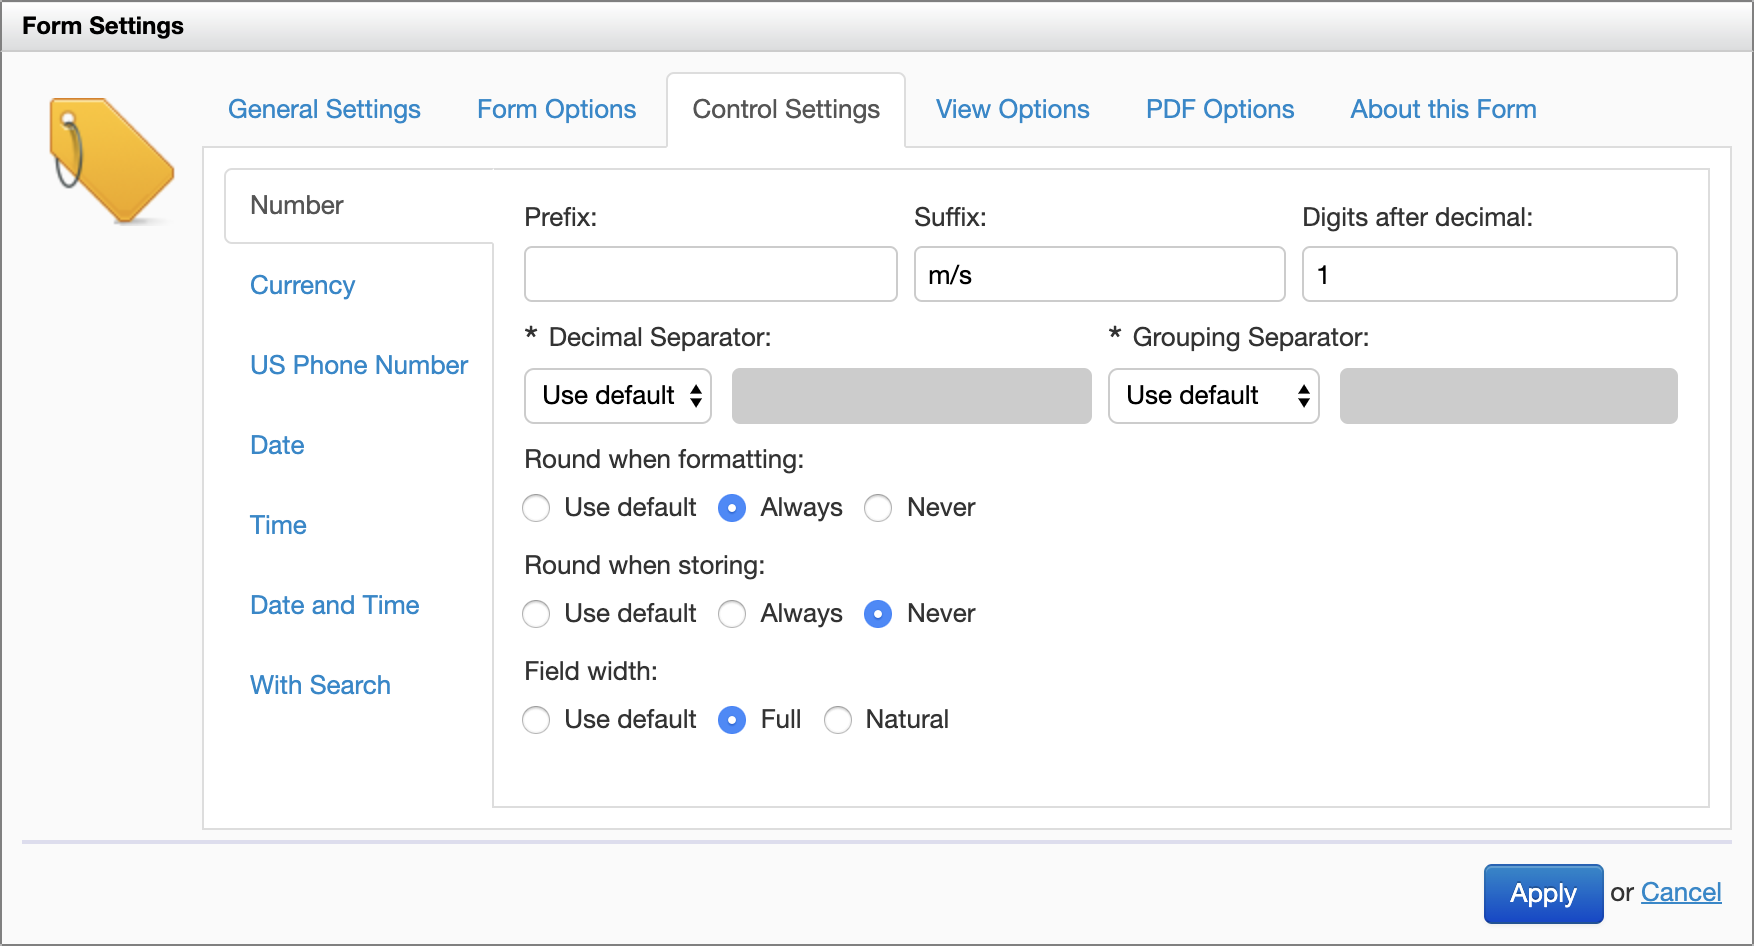 Form Settings
General Settings Form Options Control Settings View Options PDF Options About this Form
Number
Currency
US Phone Number
Date
Time
Date and Time
With Search
Prefix: Suffix: Digits after decimal:
m/s 1
* Decimal Separator: * Grouping Separator:
Use default Use default
Round when formatting:
Use default Always Never
Round when storing:
Use default Always Never
Field width:
Use default Full Natural
Apply or Cancel